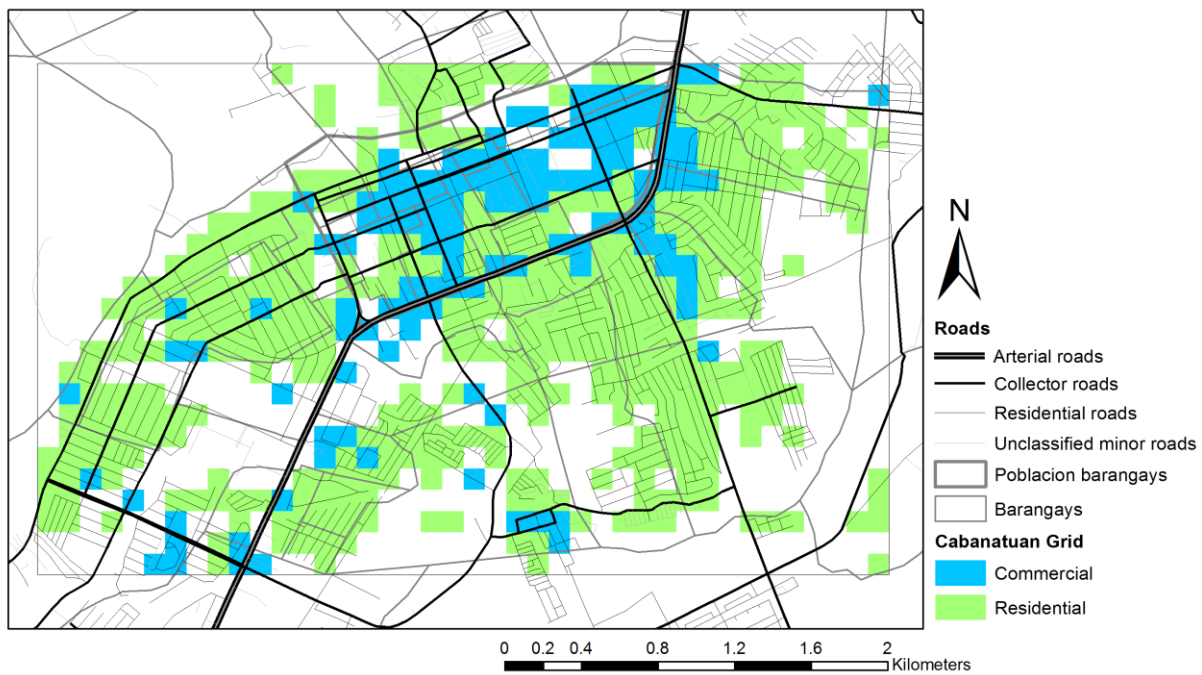 N
Roads
Arterial roads
Collector roads
Residential roads
Unclassified minor roads
Poblacion barangays
Barangays
Cabanatuan Grid
Commercial
Residential
0 0.2 0.4 0.8 1.2 1.6 2
Kilometers